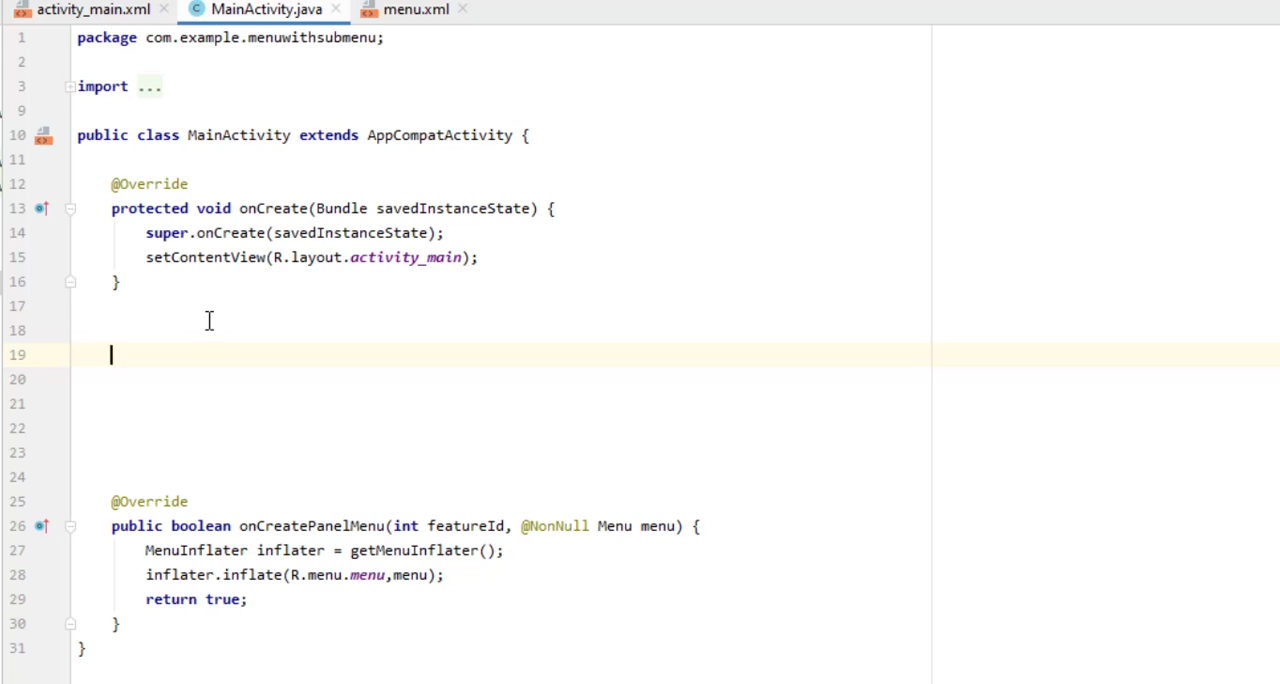 activity_main.xml MainActivity.java menu.xml
1 package com.example.menuwithsubmenu;
2
3 import ...
9
10 public class MainActivity extends AppCompatActivity {
11
12 @Override
13 protected void onCreate(Bundle savedInstanceState) {
14 super.onCreate(savedInstanceState);
15 setContentView(R.layout.activity_main);
16 }
17
18
19
20
21
22
23
24
25 @Override
26 public boolean onCreatePanelMenu(int featureId, @NonNull Menu menu) {
27 MenuInflater inflater = getMenuInflater();
28 inflater.inflate(R.menu.menu,menu);
29 return true;
30 }
31 }